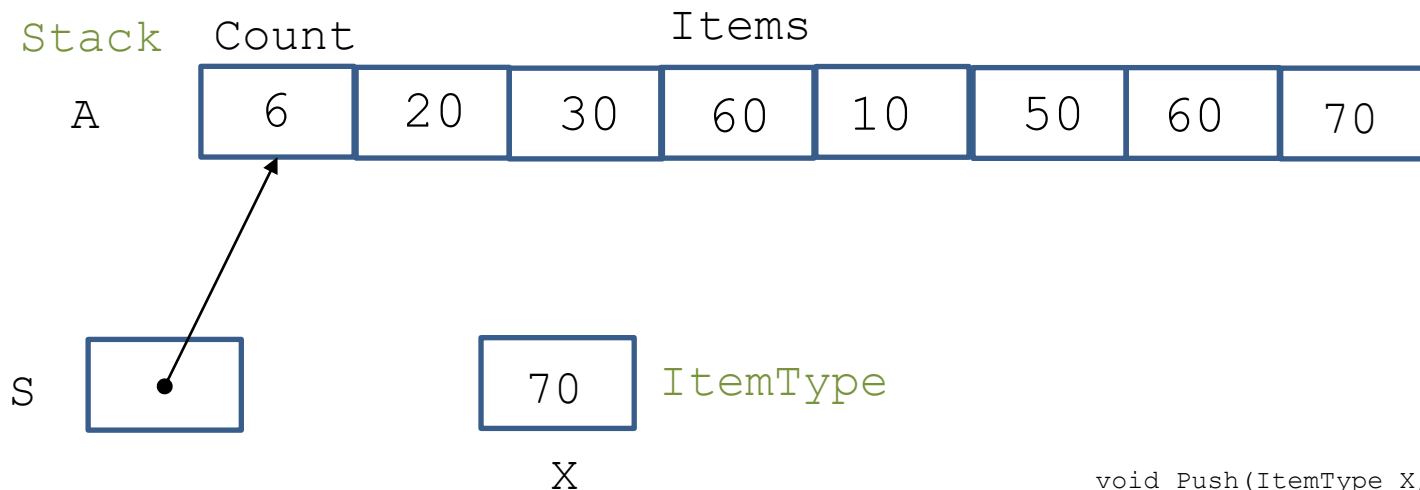 Stack Count Items
A 6 20 30 60 10 50 60 70
S 70 ItemType
X
void Push(ItemType X,